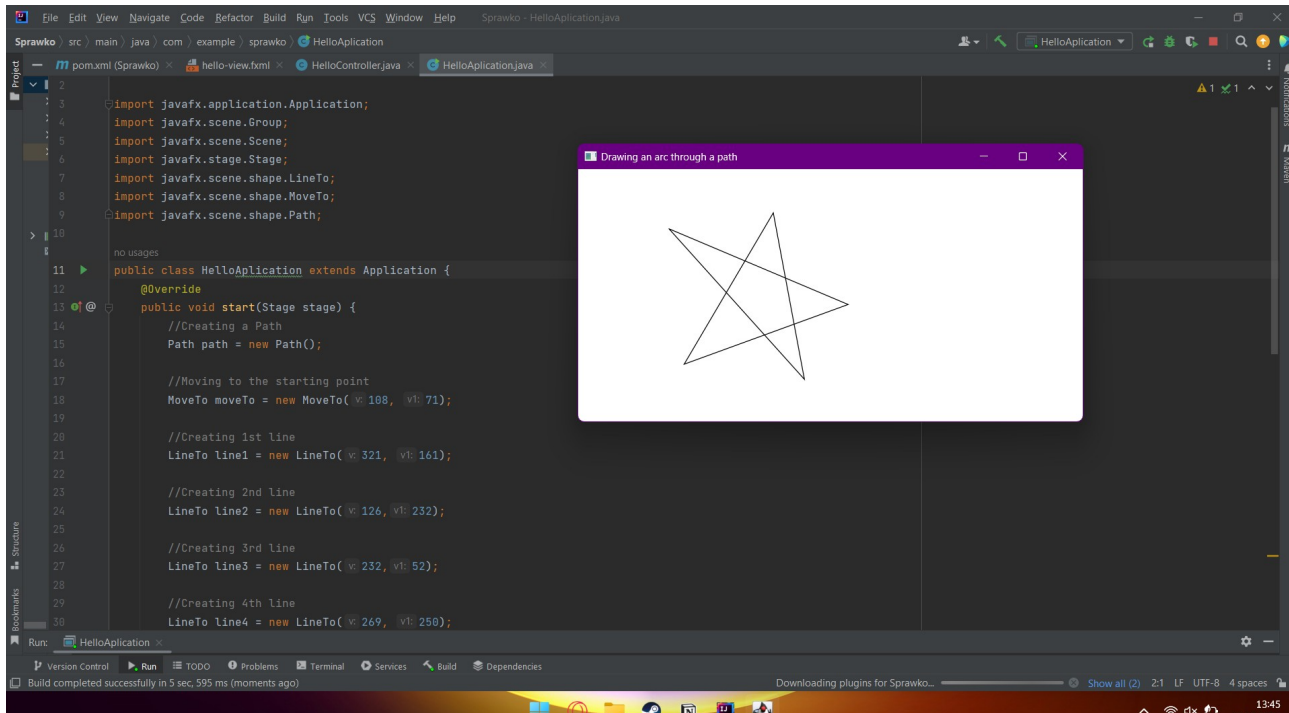 File Edit View Navigate Code Refactor Build Run Tools VCS Window Help Sprawko - HelloAplication.java
Sprawko src main java com example sprawko HelloAplication HelloAplication
pom.xml (Sprawko) hello-view.fxml HelloController.java HelloAplication.java
Project
Notifications
Maven
2
1 1
3 import javafx.application.Application;
4 import javafx.scene.Group;
5 import javafx.scene.Scene;
6 import javafx.stage.Stage;
7 import javafx.scene.shape.LineTo;
8 import javafx.scene.shape.MoveTo;
9 import javafx.scene.shape.Path;
10
no usages
11 public class HelloAplication extends Application {
12 @Override
13 @ public void start(Stage stage) {
14 //Creating a Path
15 Path path = new Path();
16
17 //Moving to the starting point
18 MoveTo moveTo = new MoveTo( v: 108, v1: 71);
19
20 //Creating 1st line
21 LineTo line1 = new LineTo( v: 321, v1: 161);
22
23 //Creating 2nd line
24 LineTo line2 = new LineTo( v: 126, v1: 232);
25
26 //Creating 3rd line
27 LineTo line3 = new LineTo( v: 232, v1: 52);
28
29 //Creating 4th line
30 LineTo line4 = new LineTo( v: 269, v1: 250);
Drawing an arc through a path
Structure
Bookmarks
Run: HelloAplication
Version Control Run TODO Problems Terminal Services Build Dependencies
Build completed successfully in 5 sec, 595 ms (moments ago) Downloading plugins for Sprawko... Show all (2) 2:1 LF UTF-8 4 spaces
13:45